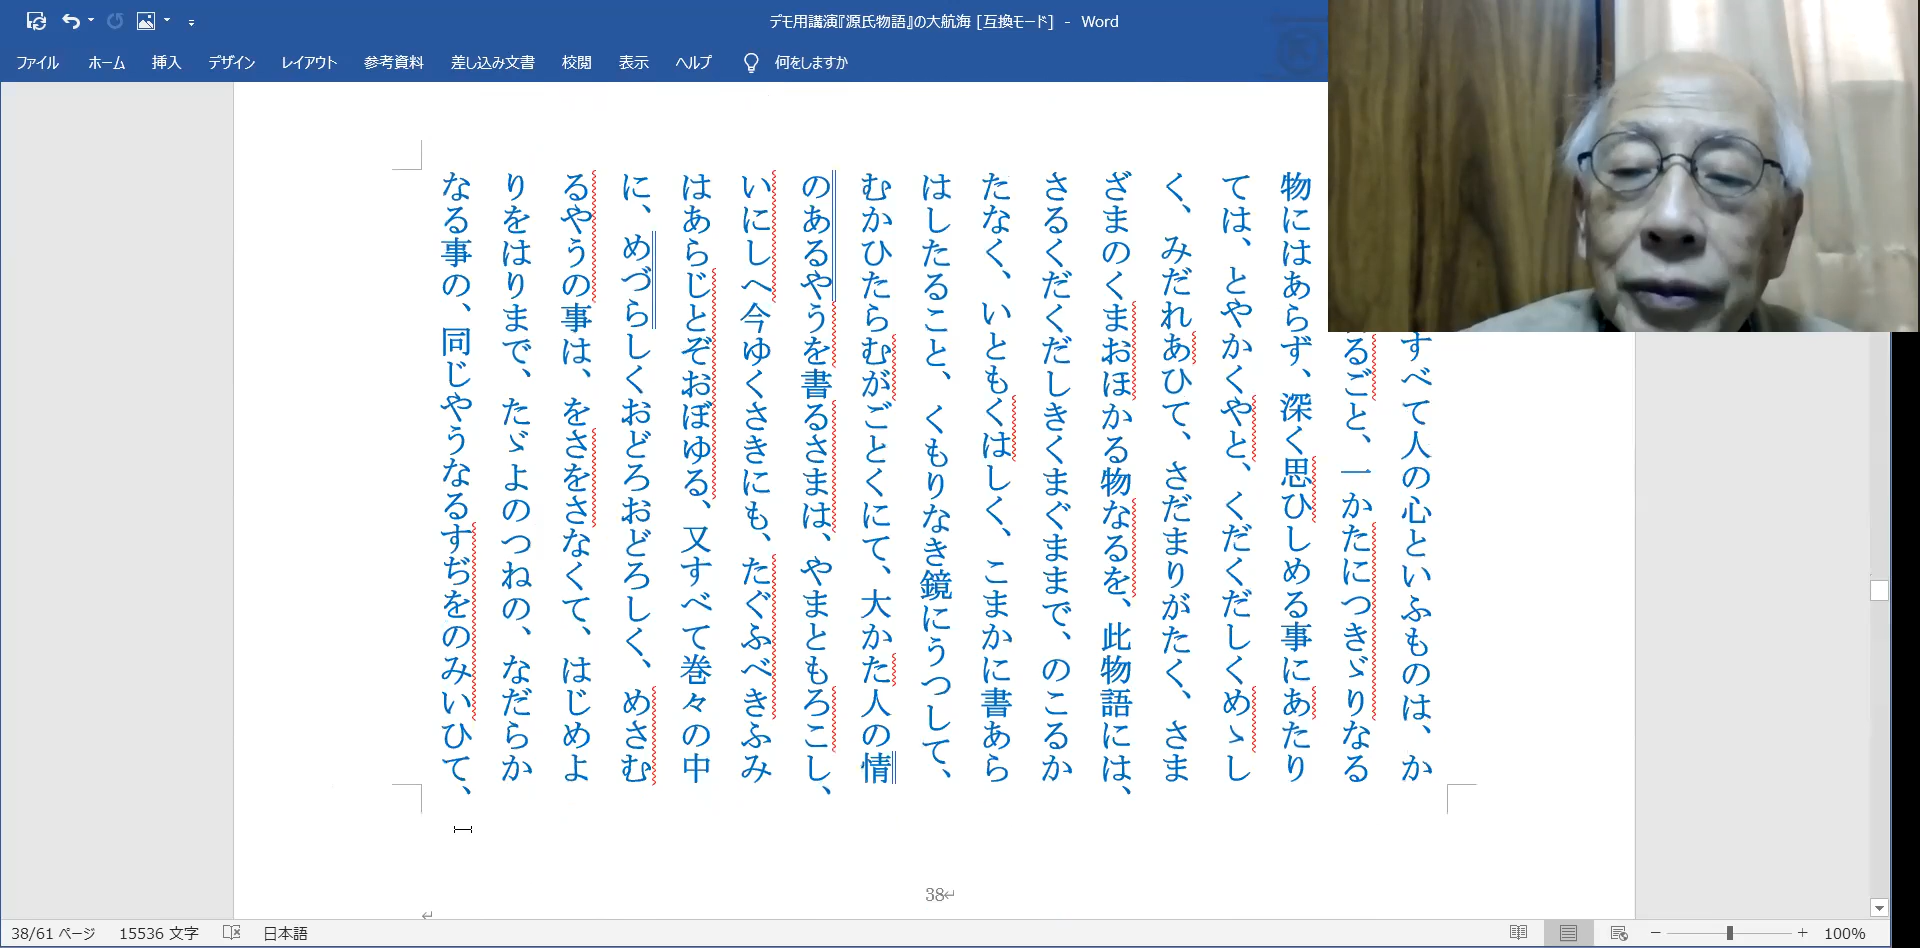 デモ用講演『源氏物語』の大航海 [互換モード] - Word
ファイル ホーム 挿入 デザイン レイアウト 参考資料 差し込み文書 校閲 表示 ヘルプ 何をしますか
すべて人の心といふものは、か
るごと、一かたにつきゞりなる
物にはあらず、深く思ひしめる事にあたり
ては、とやかくやと、くだくだしくめゝし
く、みだれあひて、さだまりがたく、さま
ざまのくまおほかる物なるを、此物語には、
さるくだくだしきくまぐままで、のこるか
たなく、いともくはしく、こまかに書あら
はしたること、くもりなき鏡にうつして、
むかひたらむがごとくにて、大かた人の情
のあるやうを書るさまは、やまともろこし、
いにしへ今ゆくさきにも、たぐふべきふみ
はあらじとぞおぼゆる、又すべて巻々の中
に、めづらしくおどろおどろしく、めさむ
るやうの事は、をさをさなくて、はじめよ
りをはりまで、たゞよのつねの、なだらか
なる事の、同じやうなるすぢをのみいひて、
38
38/61 ページ 15536 文字 日本語 100%